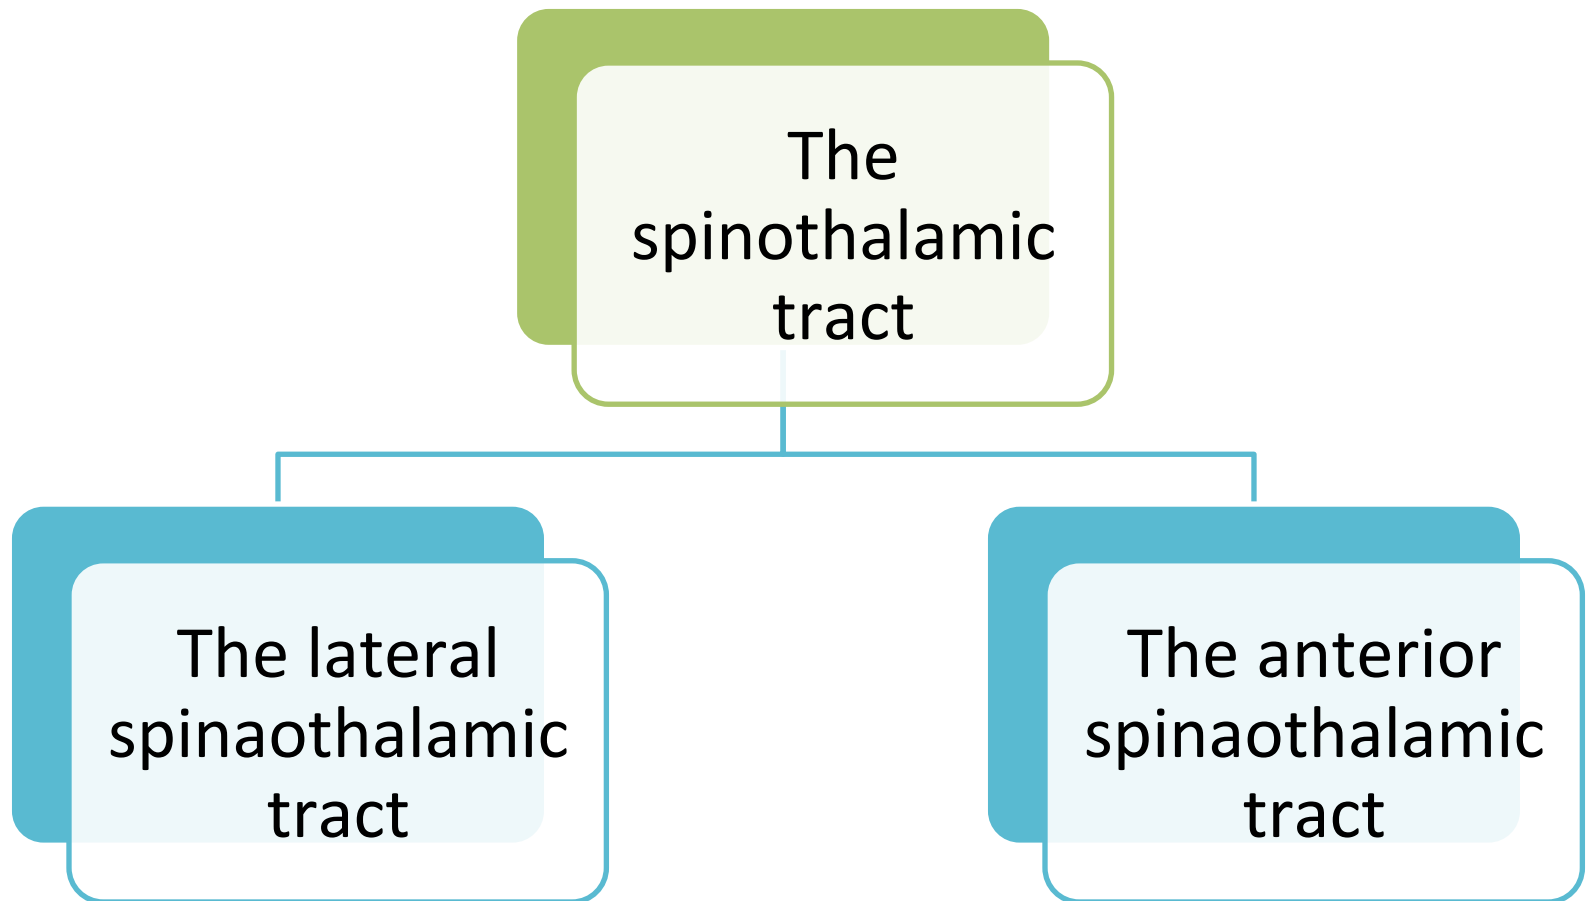 The
spinothalamic
tract
The lateral
spinaothalamic
tract
The anterior
spinaothalamic
tract